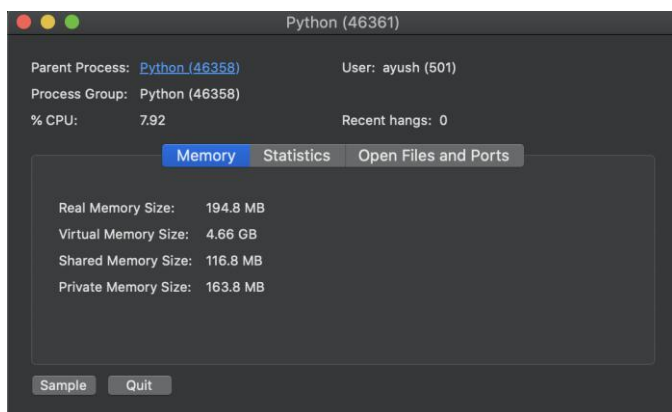 Python (46361)
Parent Process: Python (46358) User: ayush (501)
Process Group: Python (46358)
% CPU: 7.92 Recent hangs: 0
Memory Statistics Open Files and Ports
Real Memory Size: 194.8 MB
Virtual Memory Size: 4.66 GB
Shared Memory Size: 116.8 MB
Private Memory Size: 163.8 MB
Sample Quit